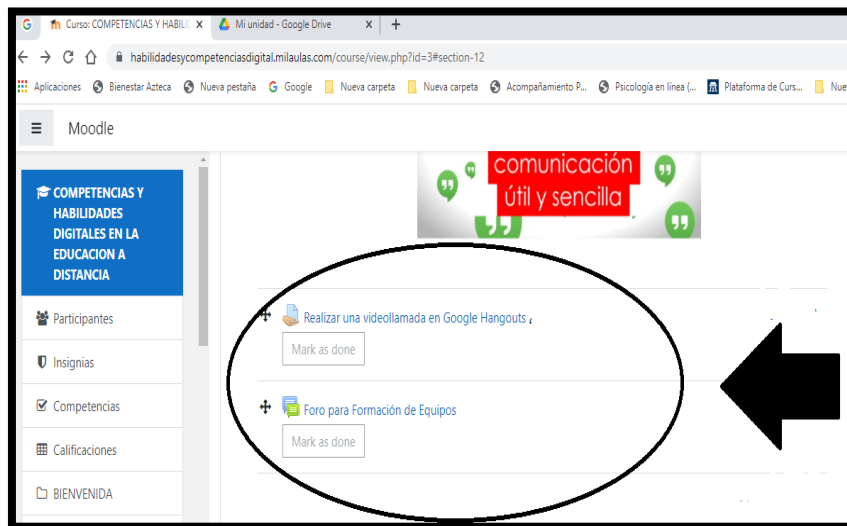 Curso: COMPETENCIAS Y HABILI
Mi unidad - Google Drive
habilidadesycompetenciasdigital.milaulas.com/course/view.php?id=3#section-12
Aplicaciones Bienestar Azteca Nueva pestaña Google Nueva carpeta Nueva carpeta Acompañamiento P... Psicología en línea (... Plataforma de Curs... Nue
Moodle
comunicación
útil y sencilla
COMPETENCIAS Y
HABILIDADES
DIGITALES EN LA
EDUCACION A
DISTANCIA
Participantes
Insignias
Competencias
Calificaciones
BIENVENIDA
Realizar una videollamada en Google Hangouts
Mark as done
Foro para Formación de Equipos
Mark as done